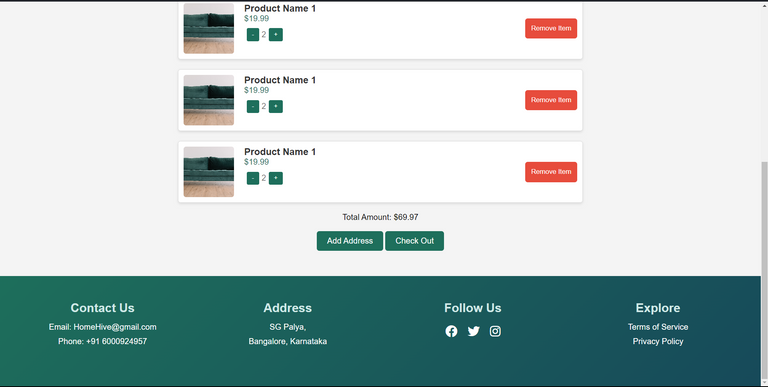 Product Name 1
$19.99
- 2 +
Remove Item
Product Name 1
$19.99
- 2 +
Remove Item
Product Name 1
$19.99
- 2 +
Remove Item
Total Amount: $69.97
Add Address
Check Out
Contact Us
Email: HomeHive@gmail.com
Phone: +91 6000924957
Address
SG Palya,
Bangalore, Karnataka
Follow Us
Explore
Terms of Service
Privacy Policy